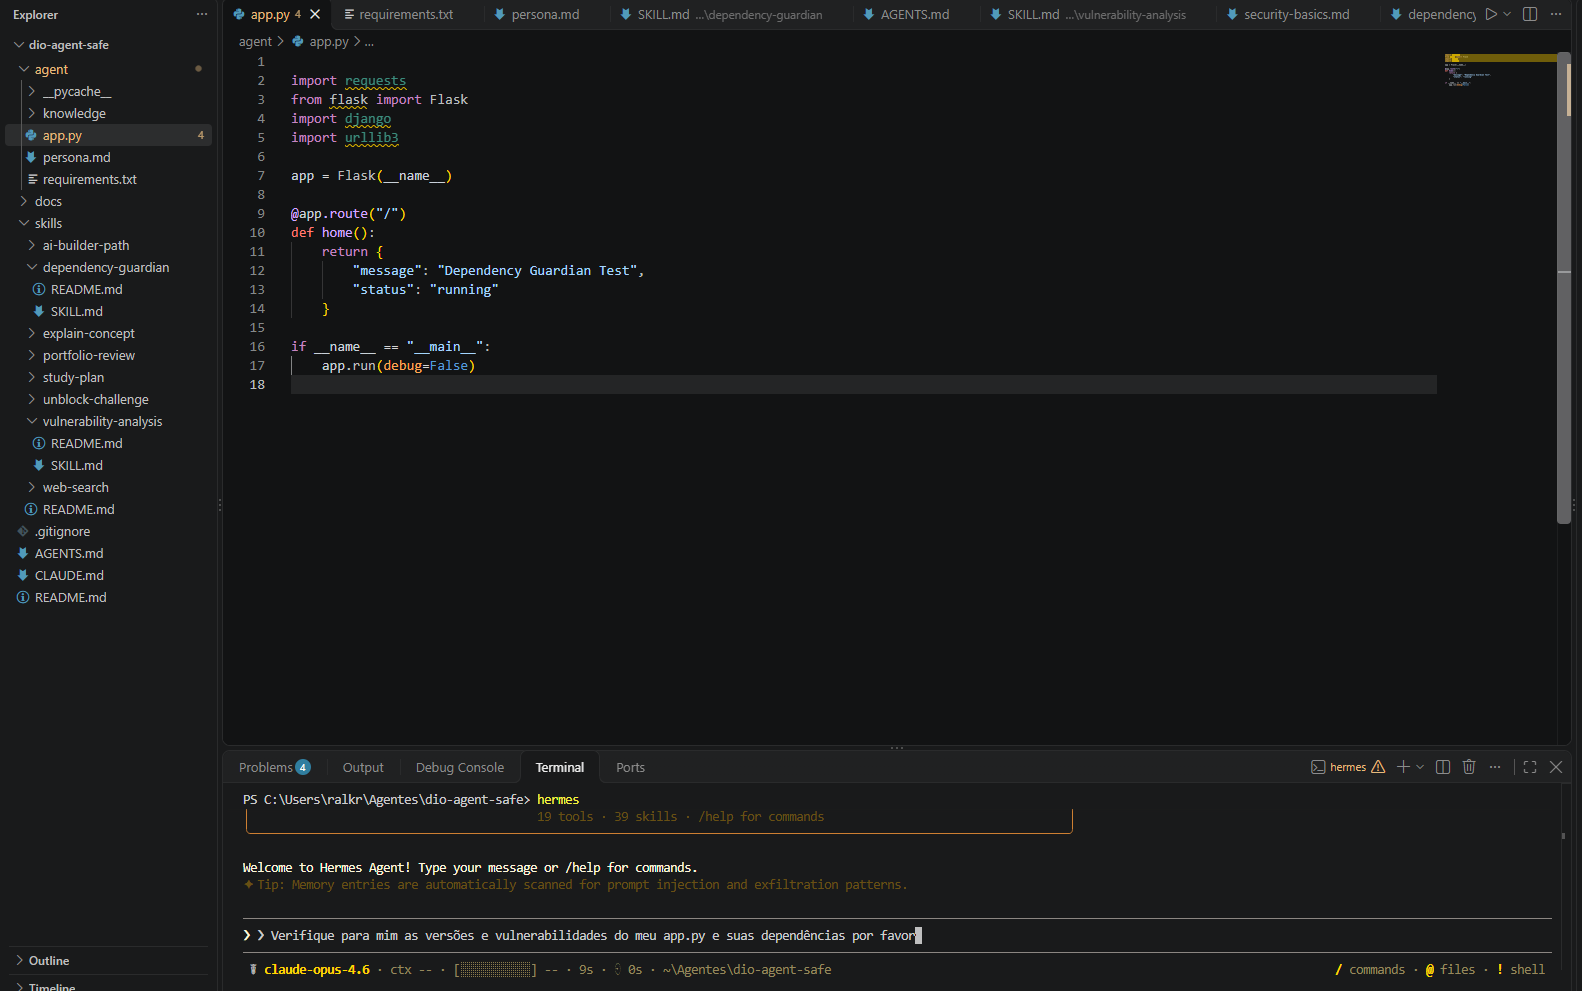 Explorer
dio-agent-safe
agent
__pycache__
knowledge
app.py 4
persona.md
requirements.txt
docs
skills
ai-builder-path
dependency-guardian
README.md
SKILL.md
explain-concept
portfolio-review
study-plan
unblock-challenge
vulnerability-analysis
README.md
SKILL.md
web-search
README.md
.gitignore
AGENTS.md
CLAUDE.md
README.md
Outline
Timeline
app.py 4 requirements.txt persona.md SKILL.md ...\dependency-guardian AGENTS.md SKILL.md ...\vulnerability-analysis security-basics.md dependency
agent > app.py > ...
1
2 import requests
3 from flask import Flask
4 import django
5 import urllib3
6
7 app = Flask(__name__)
8
9 @app.route("/")
10 def home():
11 return {
12 "message": "Dependency Guardian Test",
13 "status": "running"
14 }
15
16 if __name__ == "__main__":
17 app.run(debug=False)
18
Problems 4 Output Debug Console Terminal Ports hermes
PS C:\Users\ralkr\Agentes\dio-agent-safe> hermes
19 tools · 39 skills · /help for commands
Welcome to Hermes Agent! Type your message or /help for commands.
✦ Tip: Memory entries are automatically scanned for prompt injection and exfiltration patterns.
❯ ❯ Verifique para mim as versões e vulnerabilidades do meu app.py e suas dependências por favor
claude-opus-4.6 · ctx -- · [░░░░░░░░░░] -- · 9s · 0s · ~\Agentes\dio-agent-safe / commands · @ files · ! shell